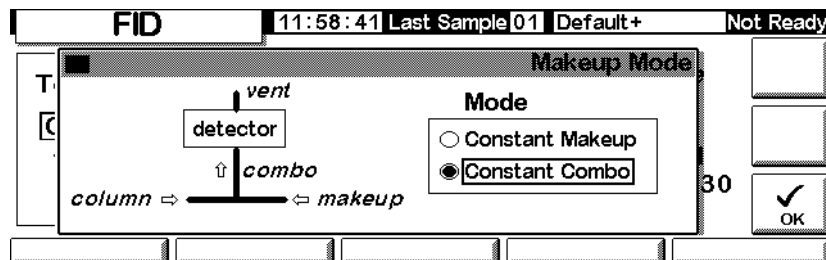 FID 11:58:41 Last Sample 01 Default+ Not Ready
Makeup Mode
vent
Mode
detector
Constant Makeup
combo
Constant Combo
column ⇨ ⇦ makeup
30
OK